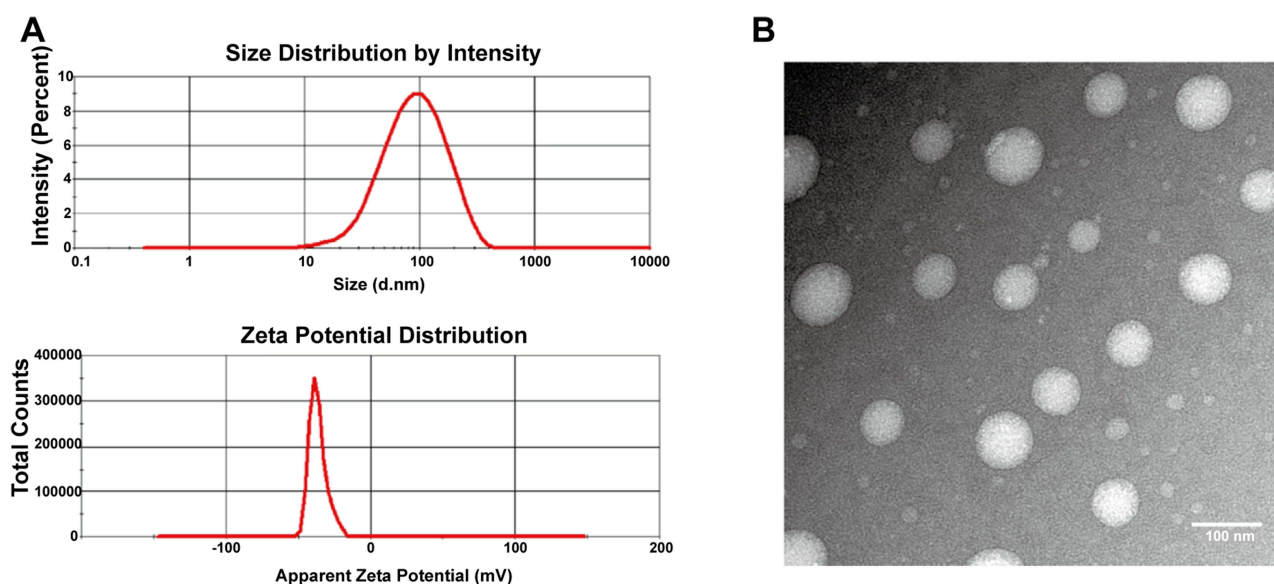 A
Size Distribution by Intensity
Intensity (Percent)
10
8
6
4
2
0
0.1 1 10 100 1000 10000
Size (d.nm)
Zeta Potential Distribution
Total Counts
400000
300000
200000
100000
0
-100 0 100 200
Apparent Zeta Potential (mV)
B
100 nm